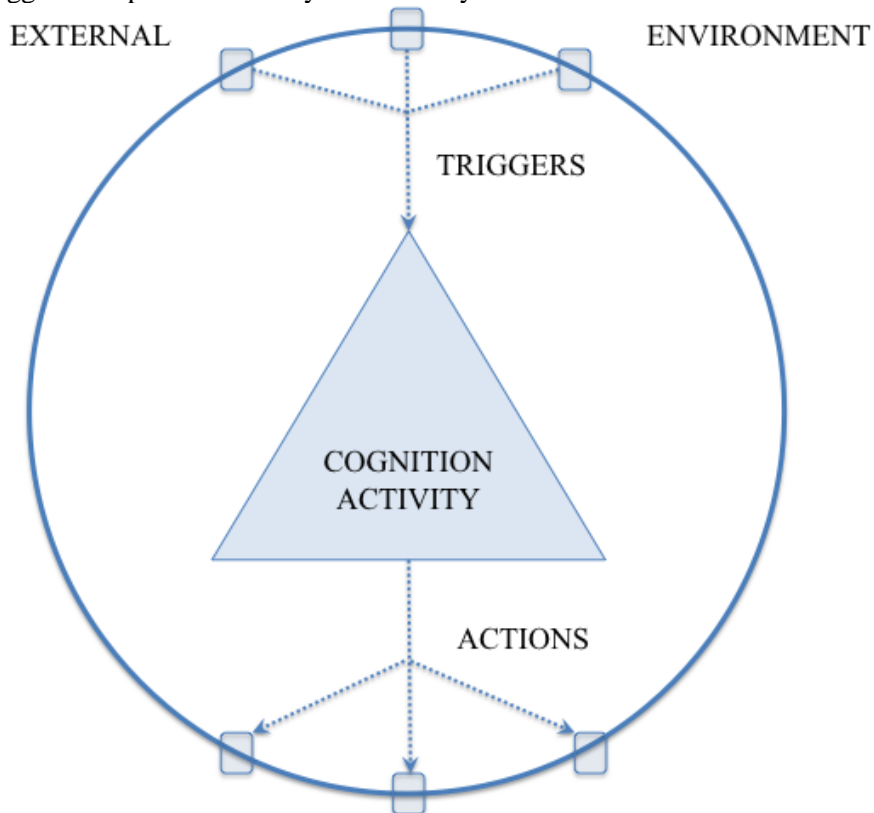 EXTERNAL
ENVIRONMENT
TRIGGERS
COGNITION
ACTIVITY
ACTIONS